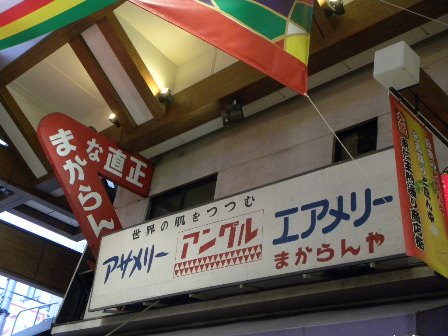 正直な
まからん
世界の肌をつつむ
アサメリー アングル エアメリー
まからんや